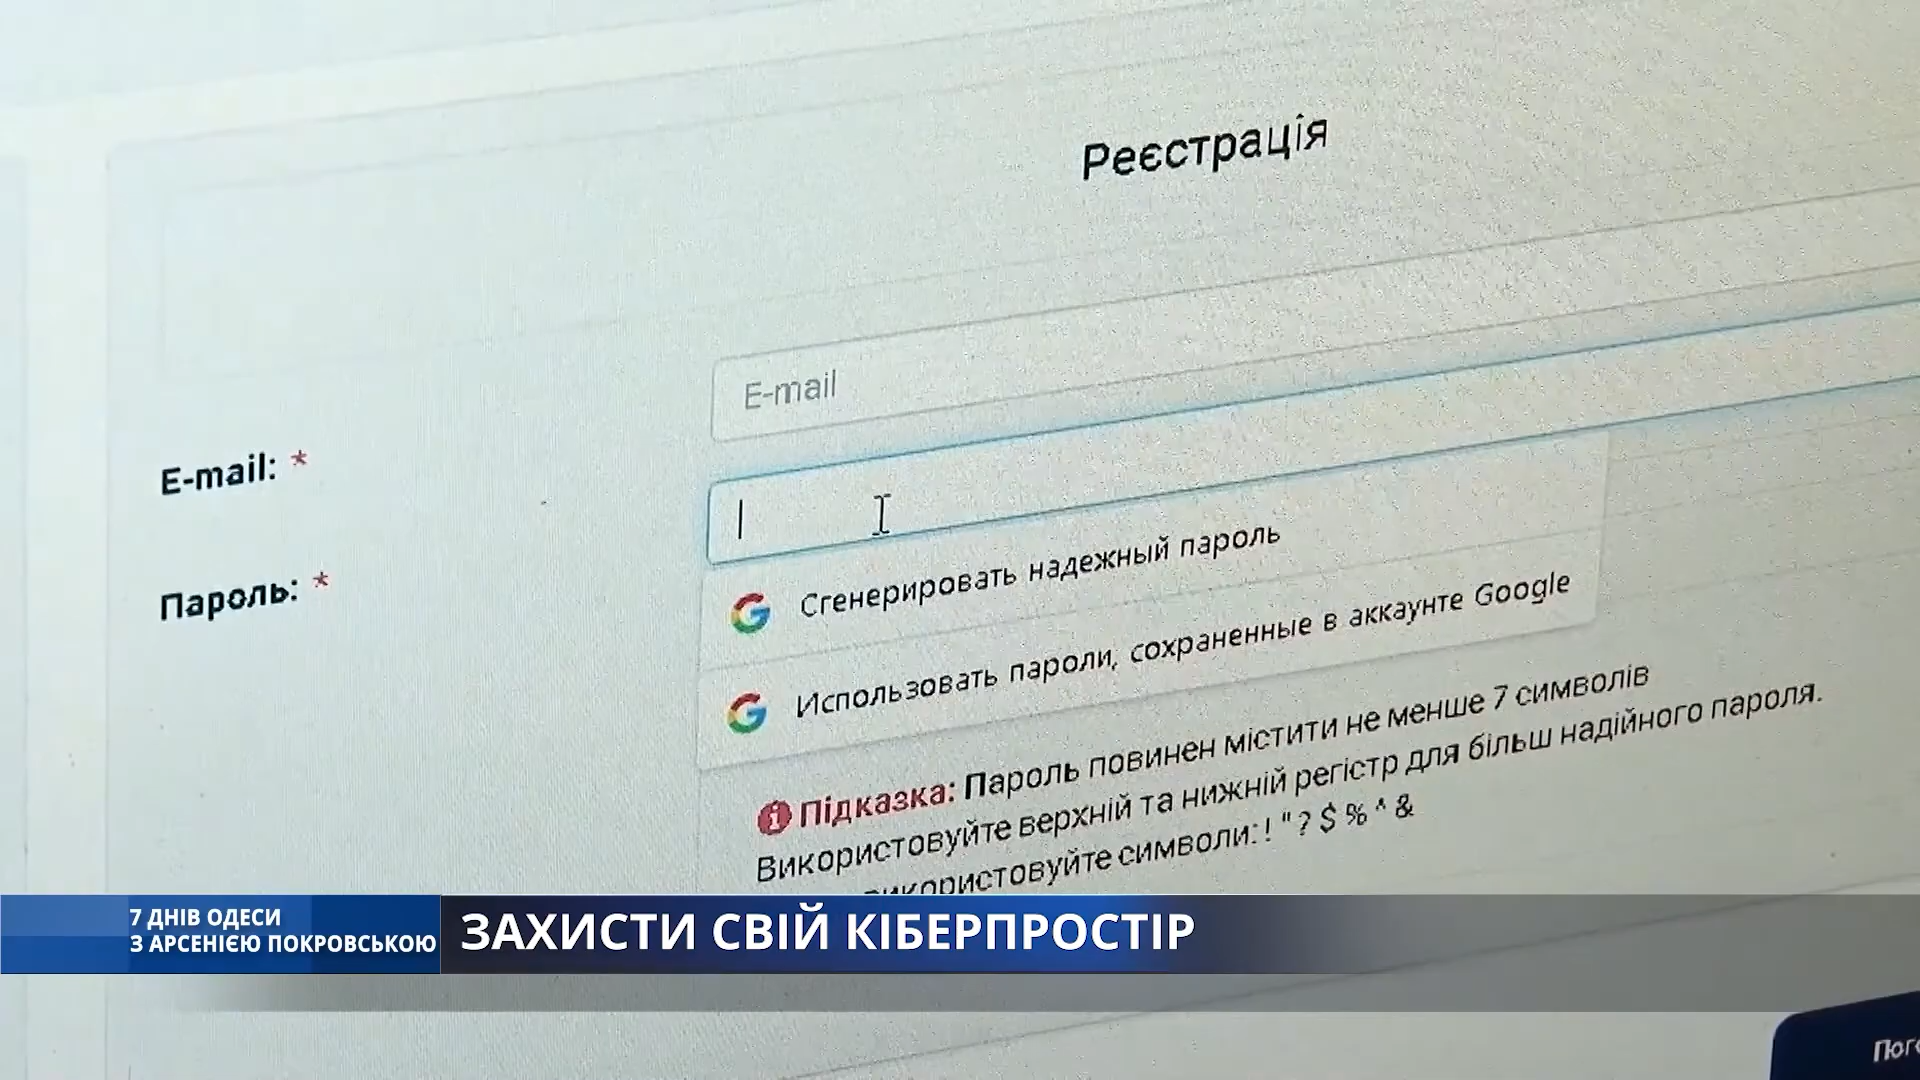 Реєстрація
E-mail
E-mail: *
Пароль: *
Сгенерировать надежный пароль
Использовать пароли, сохраненные в аккаунте Google
Підказка: Пароль повинен містити не менше 7 символів
Використовуйте верхній та нижній регістр для більш надійного пароля.
символи: ! " ? $ % ^ &
7 ДНІВ ОДЕСИ
З АРСЕНІЄЮ ПОКРОВСЬКОЮ
ЗАХИСТИ СВІЙ КІБЕРПРОСТІР